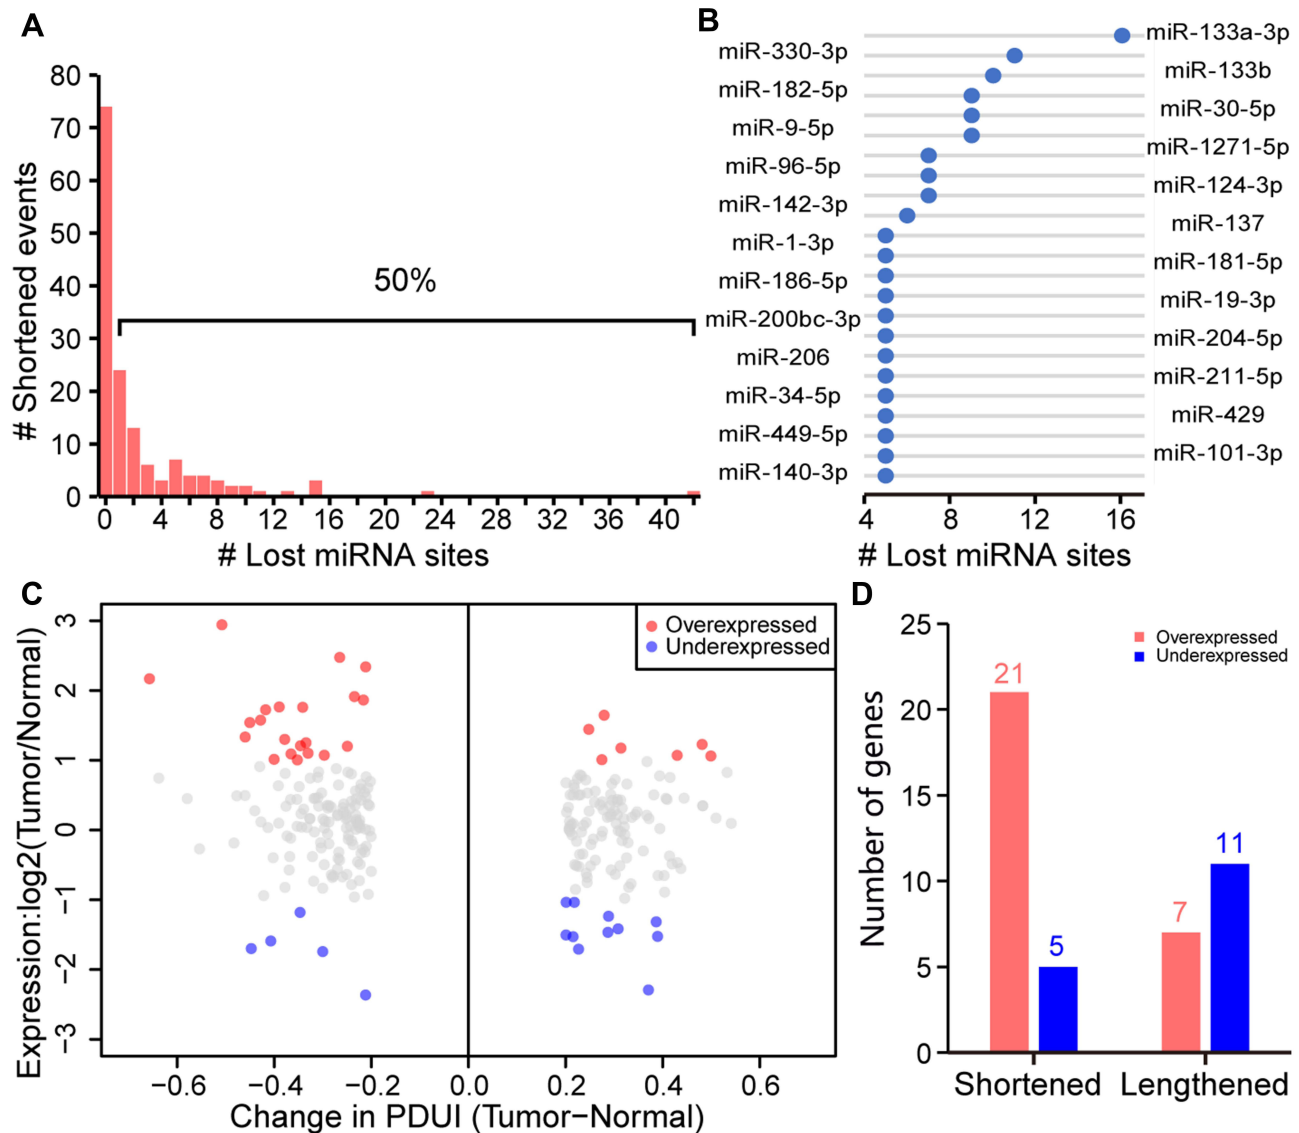 A
80
70
60
50
40
30
20
10
0
# Shortened events
50%
0 4 8 12 16 20 24 28 32 36 40
# Lost miRNA sites
B
miR-133a-3p
miR-330-3p
miR-133b
miR-182-5p
miR-30-5p
miR-9-5p
miR-1271-5p
miR-96-5p
miR-124-3p
miR-142-3p
miR-137
miR-1-3p
miR-181-5p
miR-186-5p
miR-19-3p
miR-200bc-3p
miR-204-5p
miR-206
miR-211-5p
miR-34-5p
miR-429
miR-449-5p
miR-101-3p
miR-140-3p
4 8 12 16
# Lost miRNA sites
C
Expression:log2(Tumor/Normal)
3
2
1
0
−1
−2
−3
Overexpressed
Underexpressed
−0.6 −0.4 −0.2 0.0 0.2 0.4 0.6
Change in PDUI (Tumor−Normal)
D
Number of genes
25
20
15
10
5
0
Overexpressed
Underexpressed
21
5
7
11
Shortened Lengthened